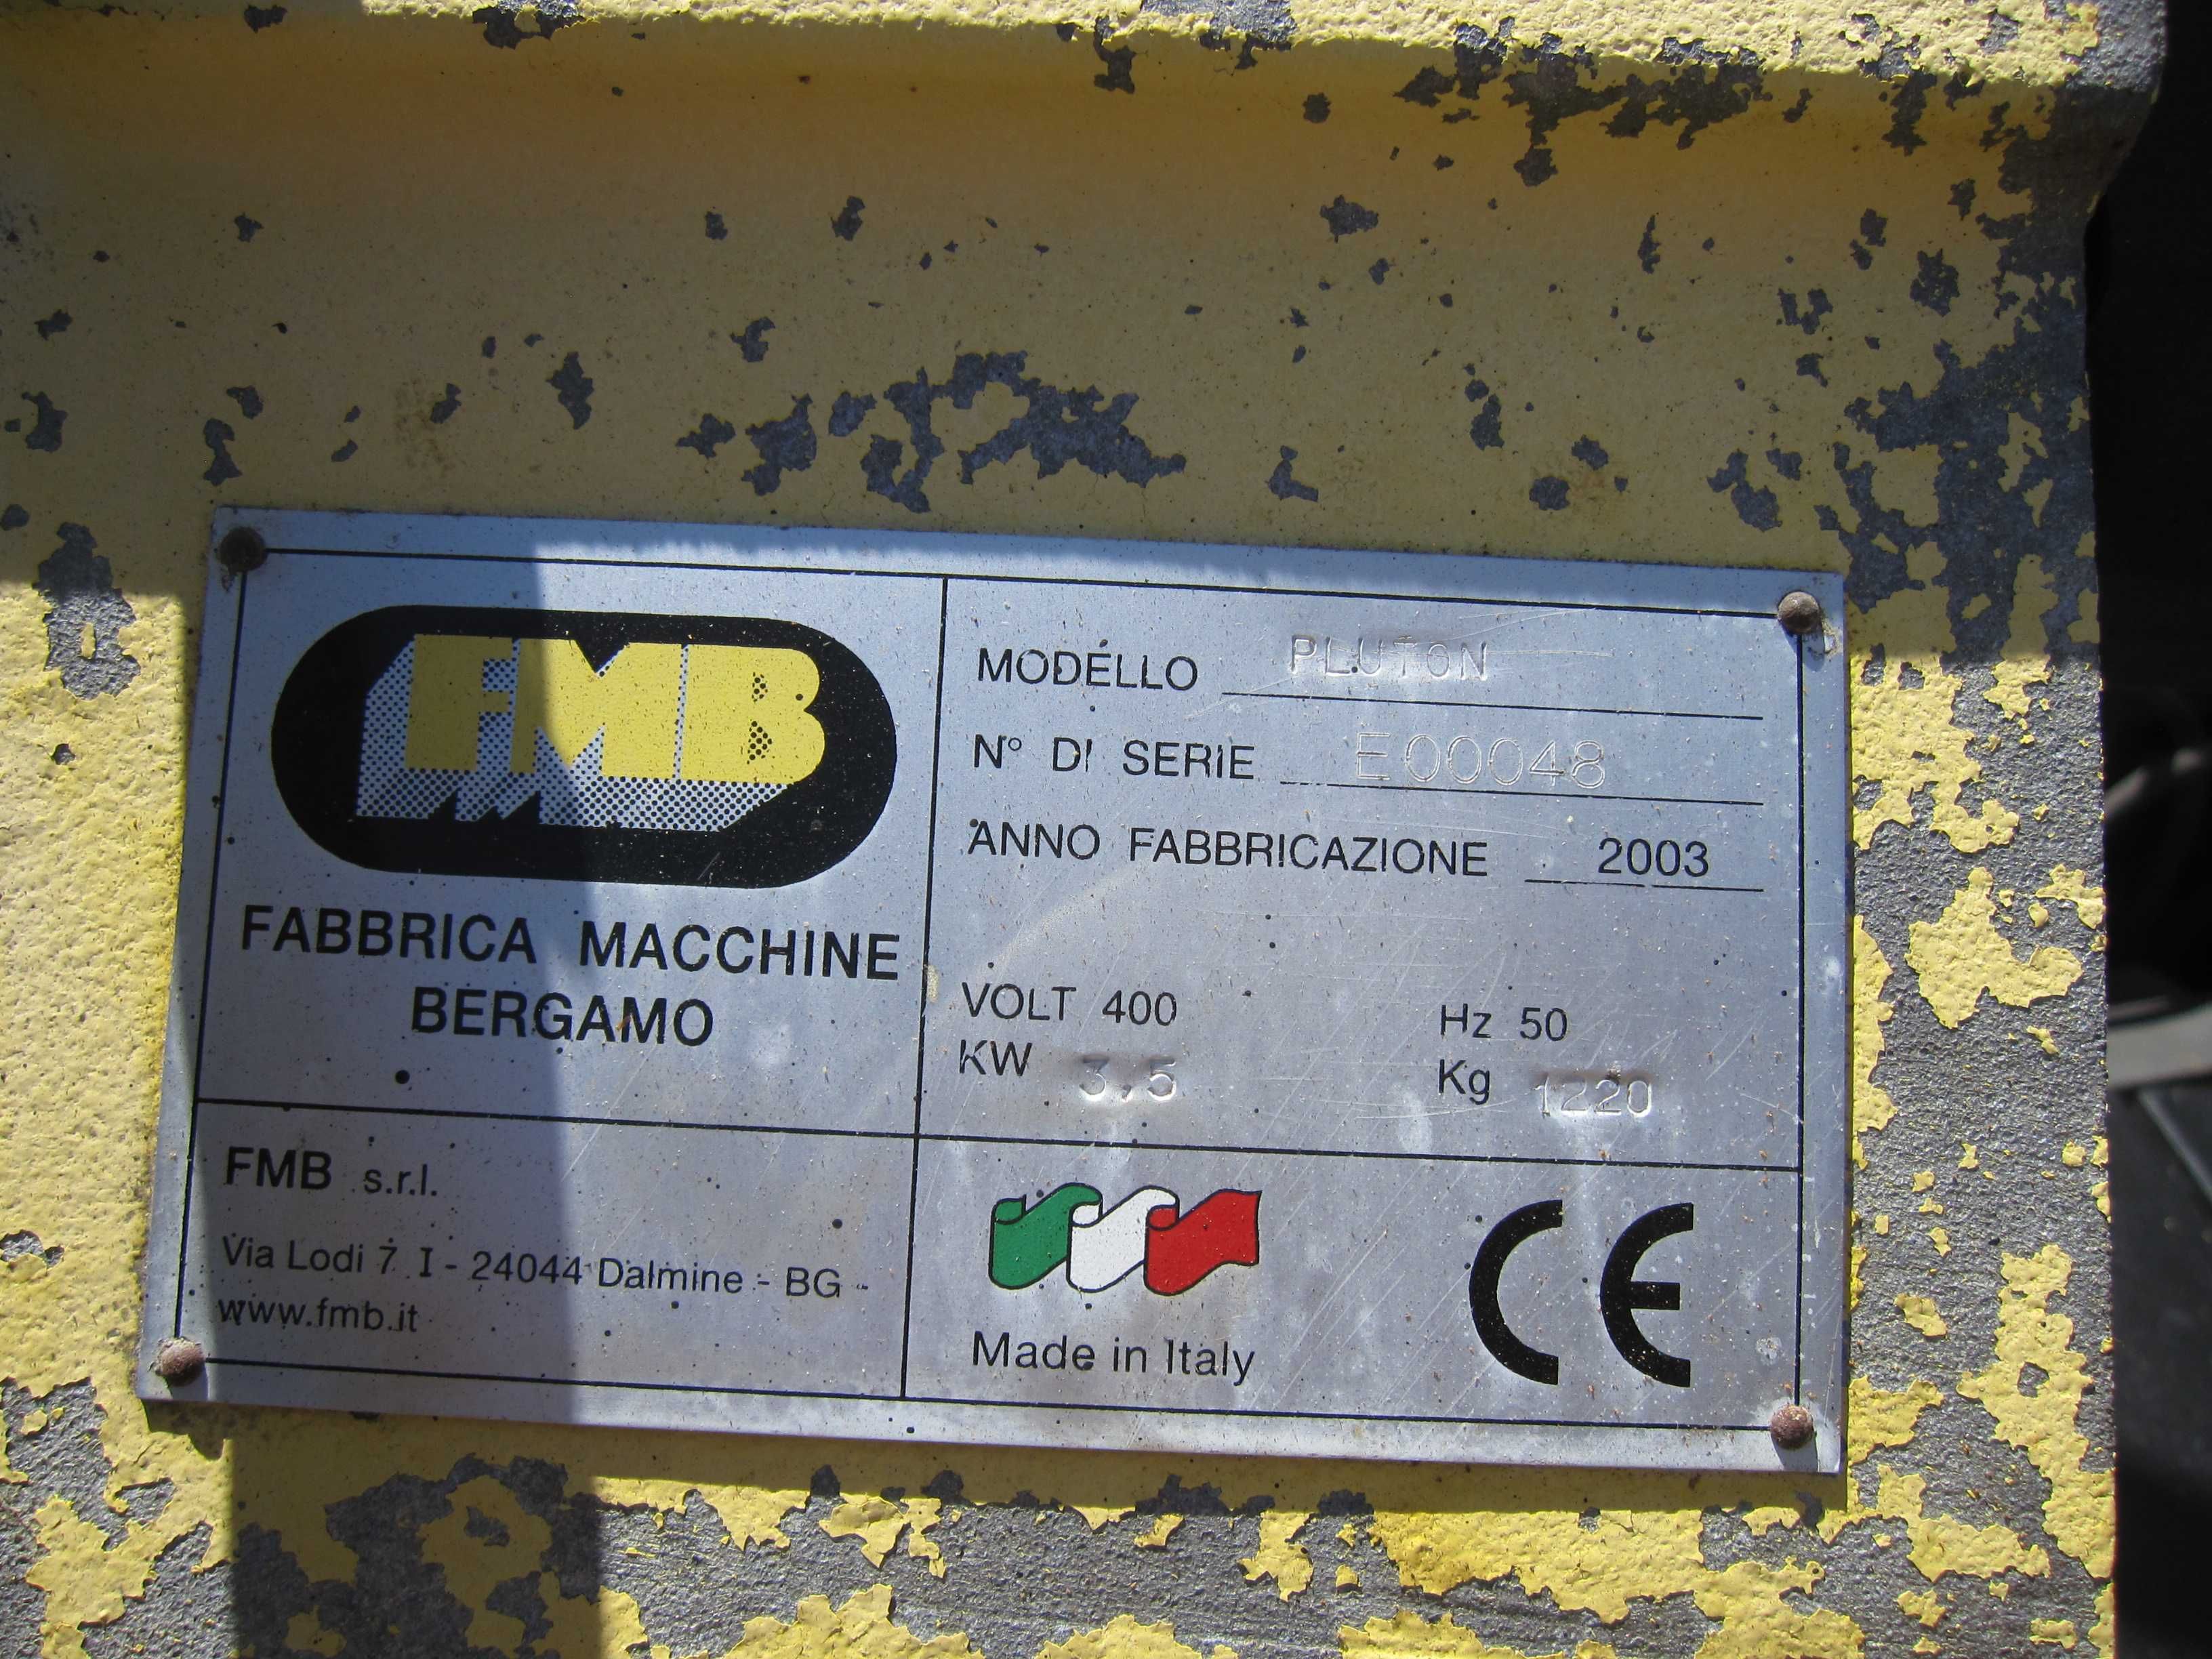 FMB
FABBRICA MACCHINE
BERGAMO
FMB s.r.l.
Via Lodi 7 I - 24044 Dalmine - BG -
www.fmb.it
MODELLO PLUTON
N° DI SERIE E00048
ANNO FABBRICAZIONE 2003
VOLT 400 Hz 50
KW 3,5 Kg 1220
Made in Italy
CE